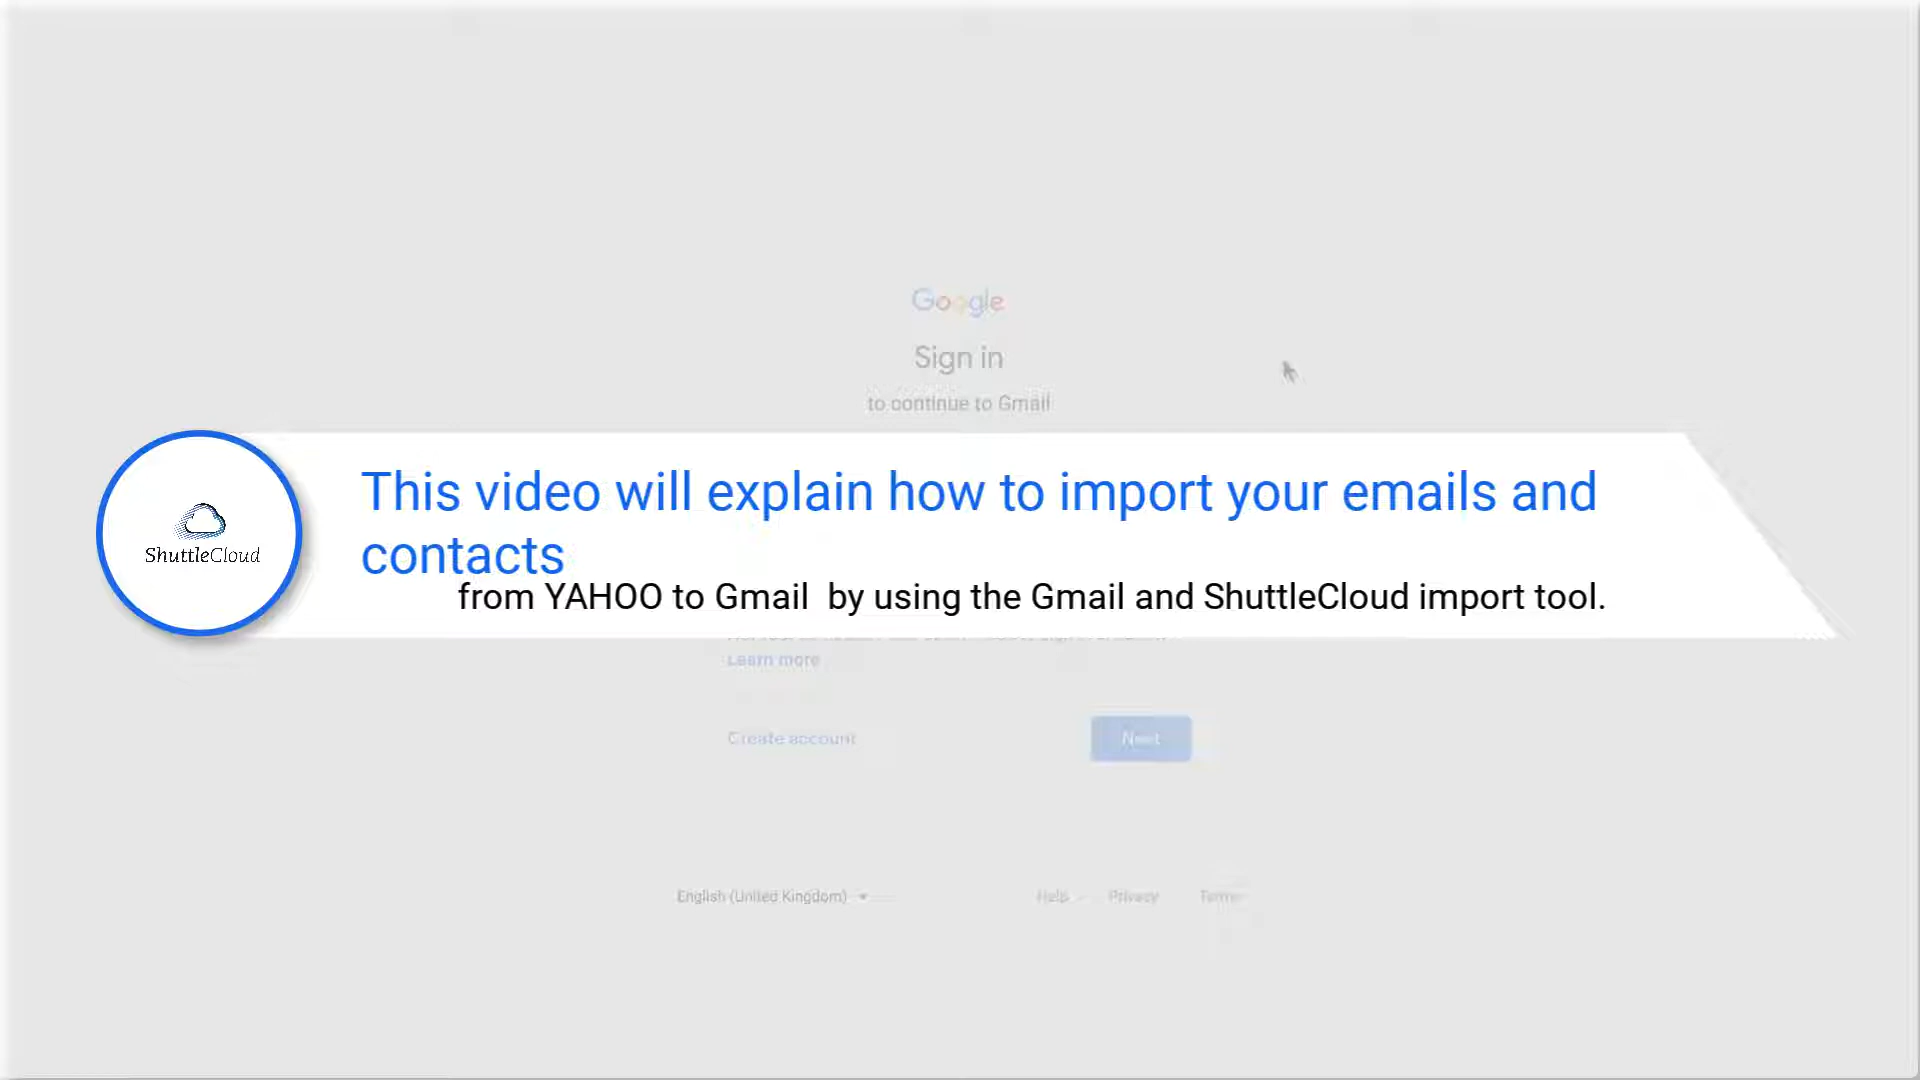 Google
Sign in
to continue to Gmail
ShuttleCloud
This video will explain how to import your emails and
contacts
from YAHOO to Gmail by using the Gmail and ShuttleCloud import tool.
Learn more
Create account
Next
English (United Kingdom)
Help
Privacy
Terms